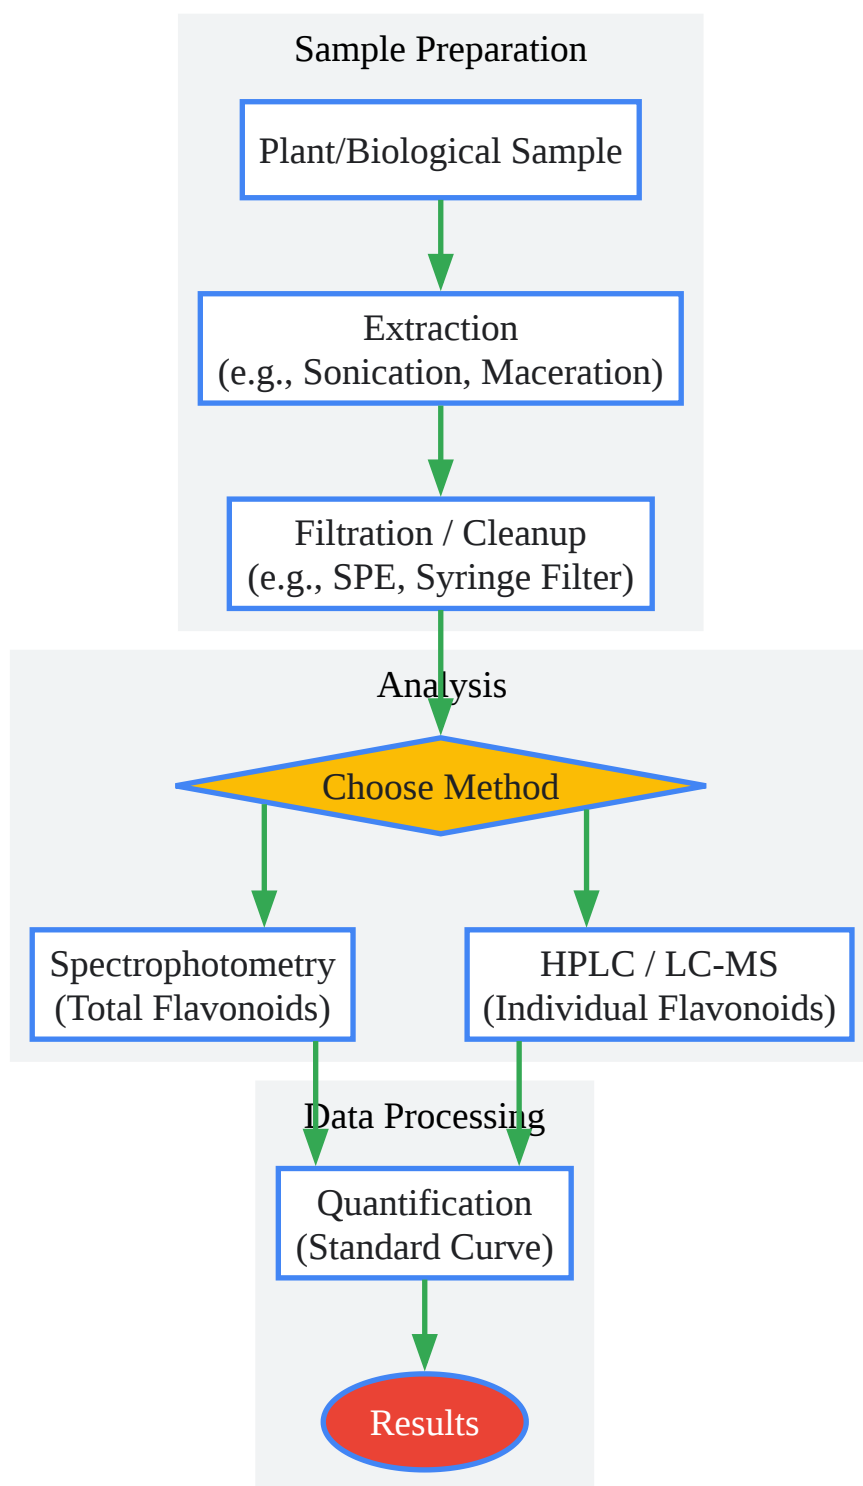 Sample Preparation
Plant/Biological Sample
Extraction
(e.g., Sonication, Maceration)
Filtration / Cleanup
(e.g., SPE, Syringe Filter)
Analysis
Choose Method
Spectrophotometry
(Total Flavonoids)
HPLC / LC-MS
(Individual Flavonoids)
Data Processing
Quantification
(Standard Curve)
Results